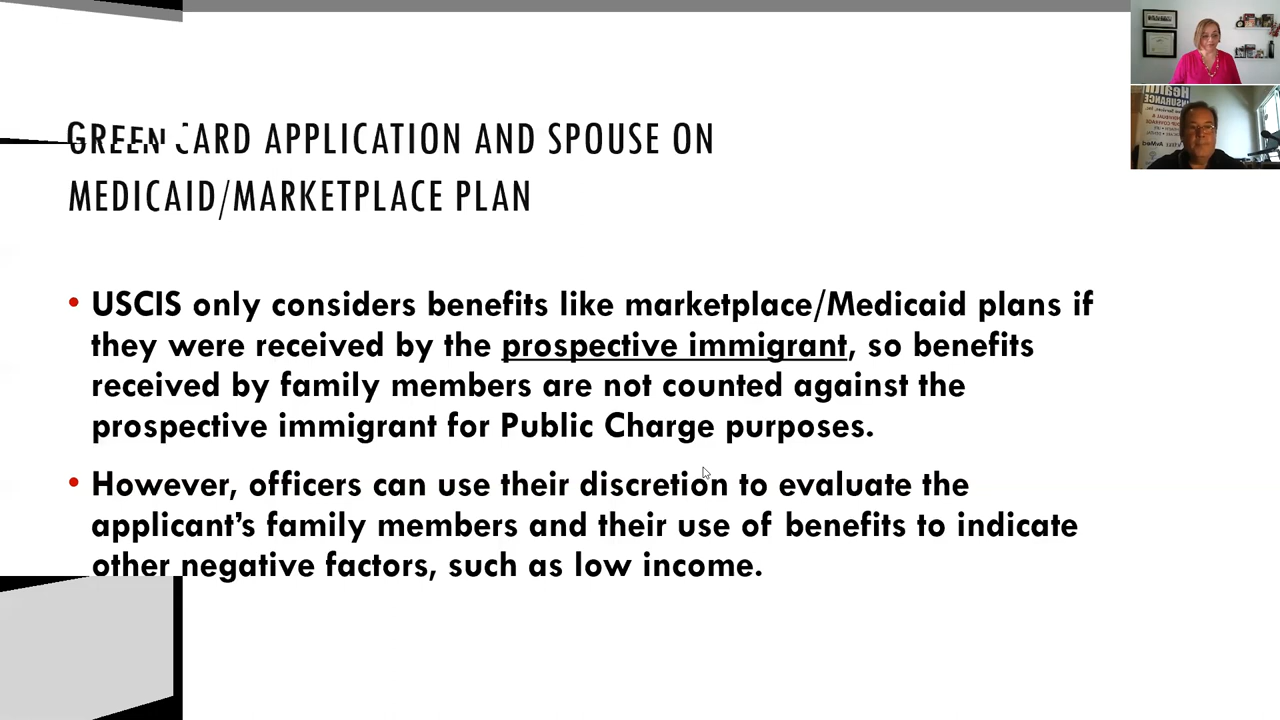 GREEN CARD APPLICATION AND SPOUSE ON
MEDICAID/MARKETPLACE PLAN
• USCIS only considers benefits like marketplace/Medicaid plans if
they were received by the prospective immigrant, so benefits
received by family members are not counted against the
prospective immigrant for Public Charge purposes.
• However, officers can use their discretion to evaluate the
applicant’s family members and their use of benefits to indicate
other negative factors, such as low income.
Health
INSURANCE
AvMed